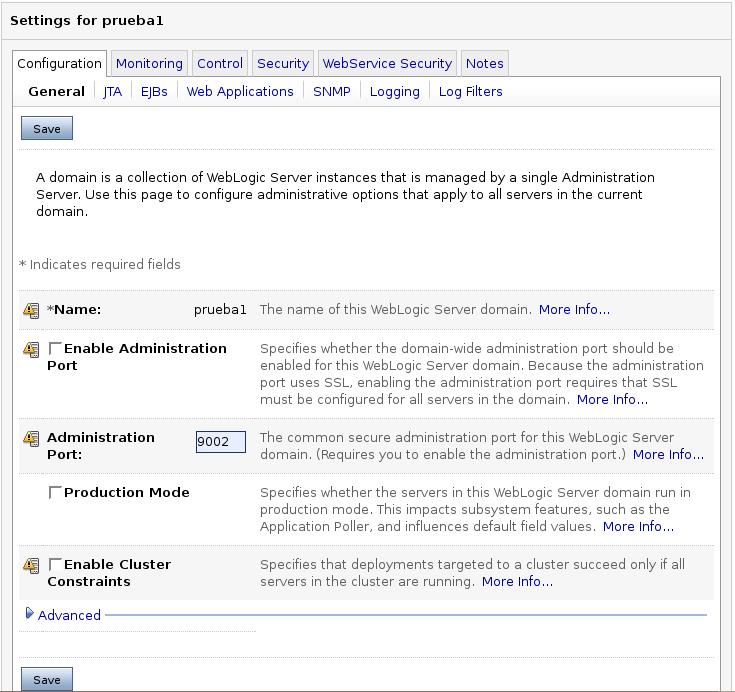 Settings for prueba1
Configuration Monitoring Control Security WebService Security Notes
General JTA EJBs Web Applications SNMP Logging Log Filters
Save
A domain is a collection of WebLogic Server instances that is managed by a single Administration
Server. Use this page to configure administrative options that apply to all servers in the current
domain.
* Indicates required fields
*Name: prueba1 The name of this WebLogic Server domain. More Info...
Enable Administration
Port
Specifies whether the domain-wide administration port should be
enabled for this WebLogic Server domain. Because the administration
port uses SSL, enabling the administration port requires that SSL
must be configured for all servers in the domain. More Info...
Administration
Port:
9002
The common secure administration port for this WebLogic Server
domain. (Requires you to enable the administration port.) More Info...
Production Mode
Specifies whether the servers in this WebLogic Server domain run in
production mode. This impacts subsystem features, such as the
Application Poller, and influences default field values. More Info...
Enable Cluster
Constraints
Specifies that deployments targeted to a cluster succeed only if all
servers in the cluster are running. More Info...
Advanced
Save